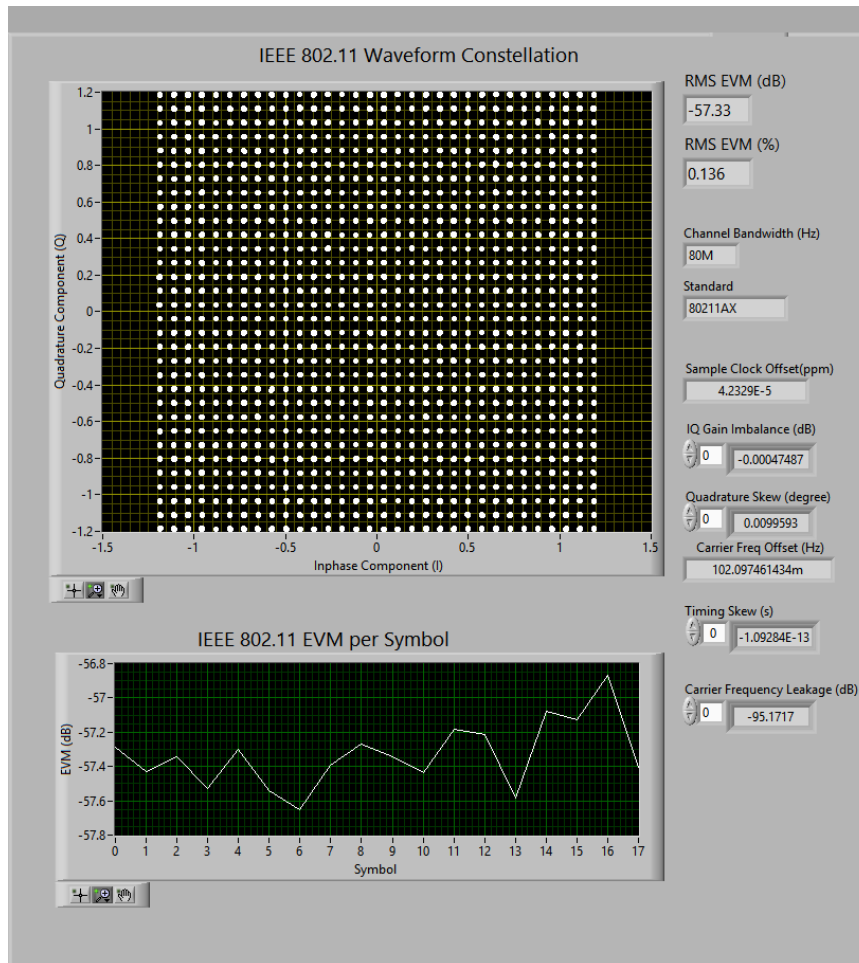 IEEE 802.11 Waveform Constellation
1.2
1
0.8
0.6
0.4
0.2
0
-0.2
-0.4
-0.6
-0.8
-1
-1.2
Quadrature Component (Q)
-1.5 -1 -0.5 0 0.5 1 1.5
Inphase Component (I)
RMS EVM (dB)
-57.33
RMS EVM (%)
0.136
Channel Bandwidth (Hz)
80M
Standard
80211AX
Sample Clock Offset(ppm)
4.2329E-5
IQ Gain Imbalance (dB)
0 -0.00047487
Quadrature Skew (degree)
0 0.0099593
Carrier Freq Offset (Hz)
102.097461434m
Timing Skew (s)
0 -1.09284E-13
Carrier Frequency Leakage (dB)
0 -95.1717
IEEE 802.11 EVM per Symbol
-56.8
-57
-57.2
-57.4
-57.6
-57.8
EVM (dB)
0 1 2 3 4 5 6 7 8 9 10 11 12 13 14 15 16 17
Symbol